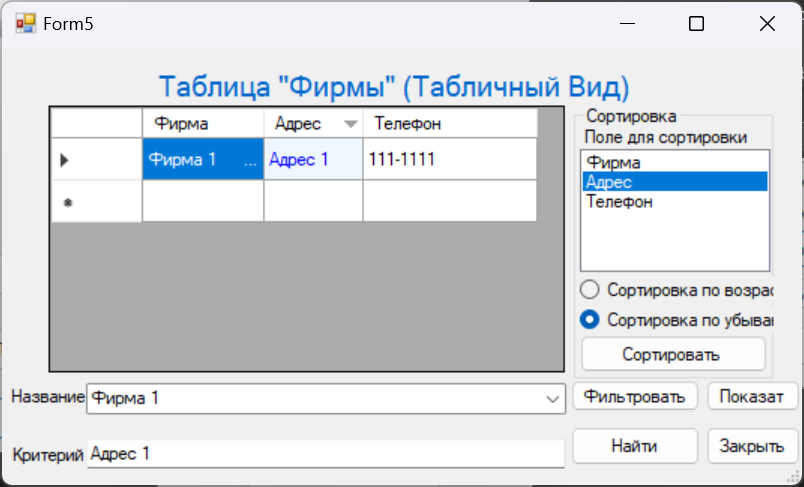 Form5
Таблица "Фирмы" (Табличный Вид)
Фирма Адрес Телефон
Фирма 1 ... Адрес 1 111-1111
Сортировка
Поле для сортировки
Фирма
Адрес
Телефон
Сортировка по возрас
Сортировка по убыван
Сортировать
Название Фирма 1
Фильтровать Показат
Критерий Адрес 1
Найти Закрыть